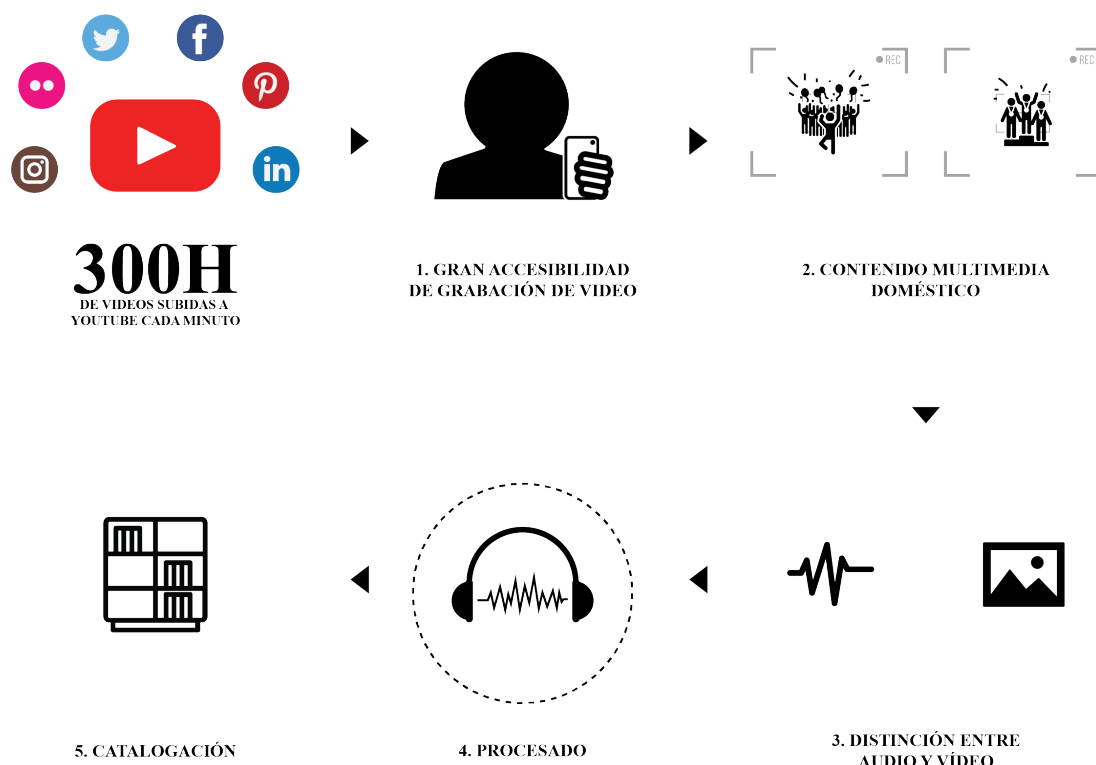 REC
REC
300H
DE VIDEOS SUBIDAS A
YOUTUBE CADA MINUTO
1. GRAN ACCESIBILIDAD
DE GRABACIÓN DE VIDEO
2. CONTENIDO MULTIMEDIA
DOMÉSTICO
5. CATALOGACIÓN
4. PROCESADO
3. DISTINCIÓN ENTRE
AUDIO Y VÍDEO